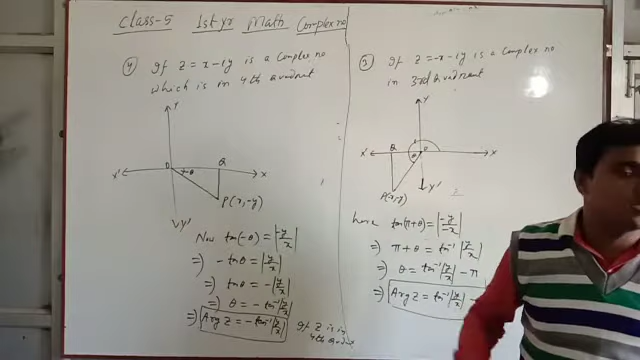 Class-5 1st yr Math Complex no
④ If z = x - iy is a Complex no
which is in 4th quadrant
Y
X'
O
-θ
Q
X
P(x,-y)
Y'
Now tan(-θ) = |-y/x|
⇒ - tanθ = |y/x|
⇒ tanθ = -|y/x|
⇒ θ = - tan⁻¹|y/x|
⇒ Arg Z = - tan⁻¹|y/x| If Z is in
4th quadrant
③ If z = -x - iy is a Complex no
in 3rd quadrant
Y
X'
Q
θ
X
Y'
here tan(π+θ) = |-y/x|
⇒ π + θ = tan⁻¹|y/x|
⇒ θ = tan⁻¹|y/x| - π
⇒ Arg Z = tan⁻¹|y/x| -